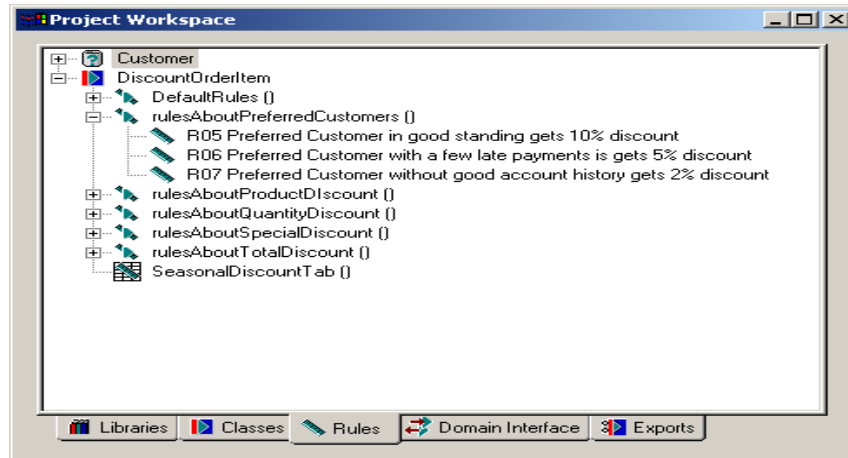 Project Workspace
Customer
DiscountOrderItem
DefaultRules ()
rulesAboutPreferredCustomers ()
R05 Preferred Customer in good standing gets 10% discount
R06 Preferred Customer with a few late payments is gets 5% discount
R07 Preferred Customer without good account history gets 2% discount
rulesAboutProductDIscount ()
rulesAboutQuantityDiscount ()
rulesAboutSpecialDiscount ()
rulesAboutTotalDiscount ()
SeasonalDiscountTab ()
Libraries Classes Rules Domain Interface Exports